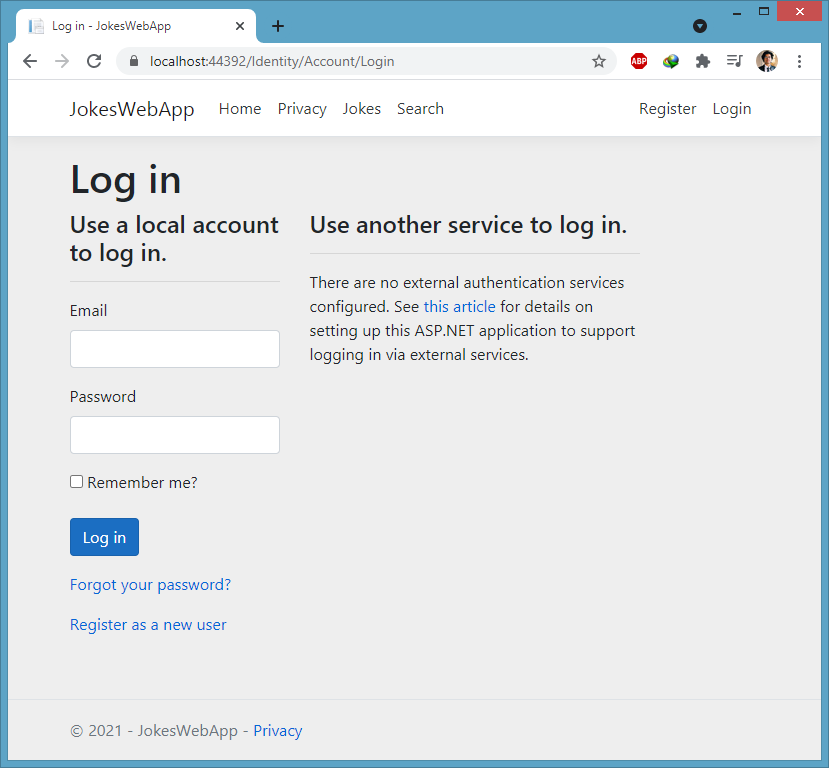 Log in - JokesWebApp
localhost:44392/Identity/Account/Login
ABP
JokesWebApp Home Privacy Jokes Search Register Login
Log in
Use a local account
to log in.
Email
Password
Remember me?
Log in
Forgot your password?
Register as a new user
Use another service to log in.
There are no external authentication services
configured. See this article for details on
setting up this ASP.NET application to support
logging in via external services.
© 2021 - JokesWebApp - Privacy